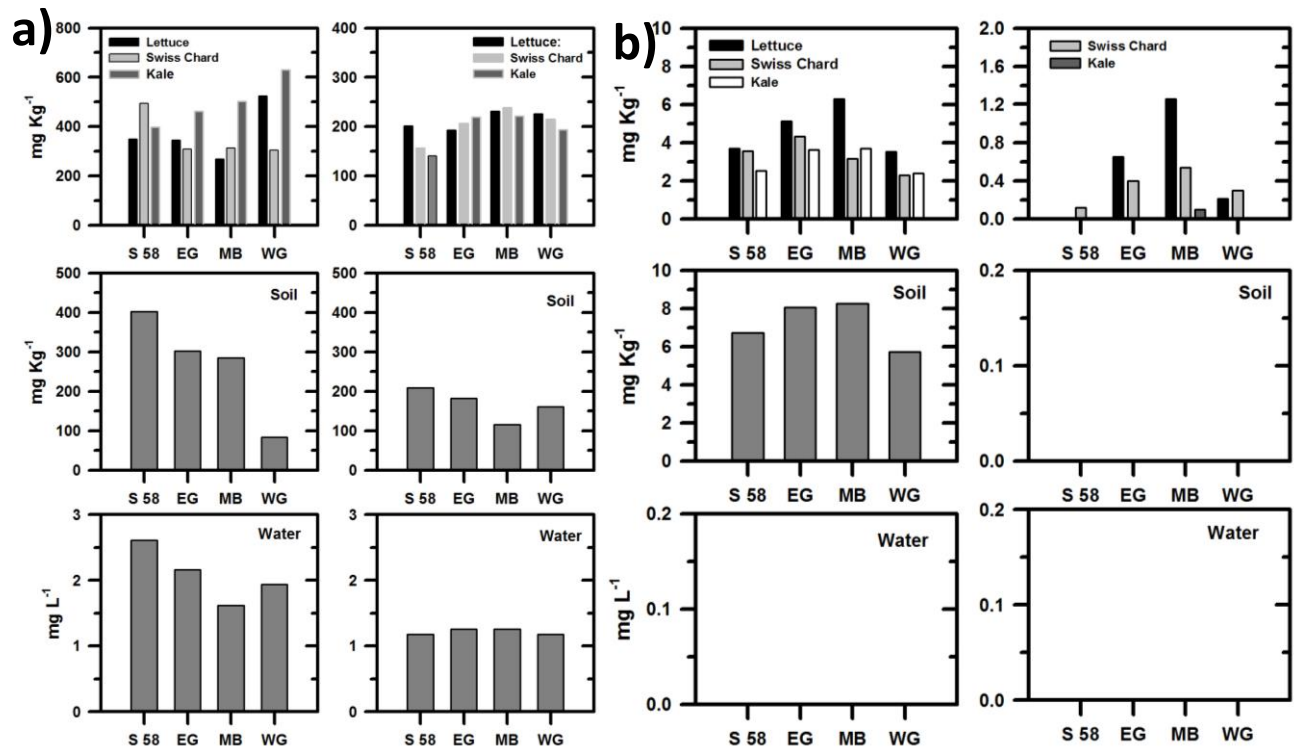 a)
800
600
400
200
0
mg Kg-1
Lettuce
Swiss Chard
Kale
S 58 EG MB WG
400
300
200
100
0
Lettuce:
Swiss Chard
Kale
S 58 EG MB WG
b)
10
8
6
4
2
0
mg Kg-1
Lettuce
Swiss Chard
Kale
S 58 EG MB WG
2.0
1.6
1.2
0.8
0.4
0.0
Swiss Chard
Kale
S 58 EG MB WG
500
400
300
200
100
0
mg Kg-1
Soil
S 58 EG MB WG
500
400
300
200
100
0
Soil
S 58 EG MB WG
10
8
6
4
2
0
mg Kg-1
Soil
S 58 EG MB WG
0.2
0.1
0.0
Soil
S 58 EG MB WG
3
2
1
0
mg L-1
Water
S 58 EG MB WG
3
2
1
0
Water
S 58 EG MB WG
0.2
0.1
0.0
mg L-1
Water
S 58 EG MB WG
0.2
0.1
0.0
Water
S 58 EG MB WG